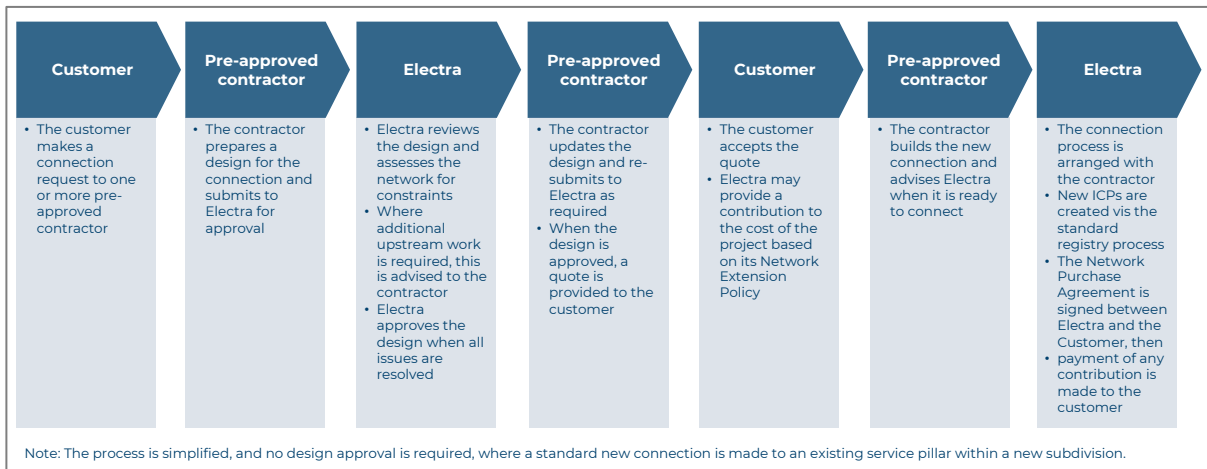 Customer
• The customer
makes a
connection
request to one
or more pre-
approved
contractor
Pre-approved
contractor
• The contractor
prepares a
design for the
connection and
submits to
Electra for
approval
Electra
• Electra reviews
the design and
assesses the
network for
constraints
• Where
additional
upstream work
is required, this
is advised to the
contractor
• Electra
approves the
design when all
issues are
resolved
Pre-approved
contractor
• The contractor
updates the
design and re-
submits to
Electra as
required
• When the
design is
approved, a
quote is
provided to the
customer
Customer
• The customer
accepts the
quote
• Electra may
provide a
contribution to
the cost of the
project based
on its Network
Extension
Policy
Pre-approved
contractor
• The contractor
builds the new
connection and
advises Electra
when it is ready
to connect
Electra
• The connection
process is
arranged with
the contractor
• New ICPs are
created vis the
standard
registry process
• The Network
Purchase
Agreement is
signed between
Electra and the
Customer, then
• payment of any
contribution is
made to the
customer
Note: The process is simplified, and no design approval is required, where a standard new connection is made to an existing service pillar within a new subdivision.